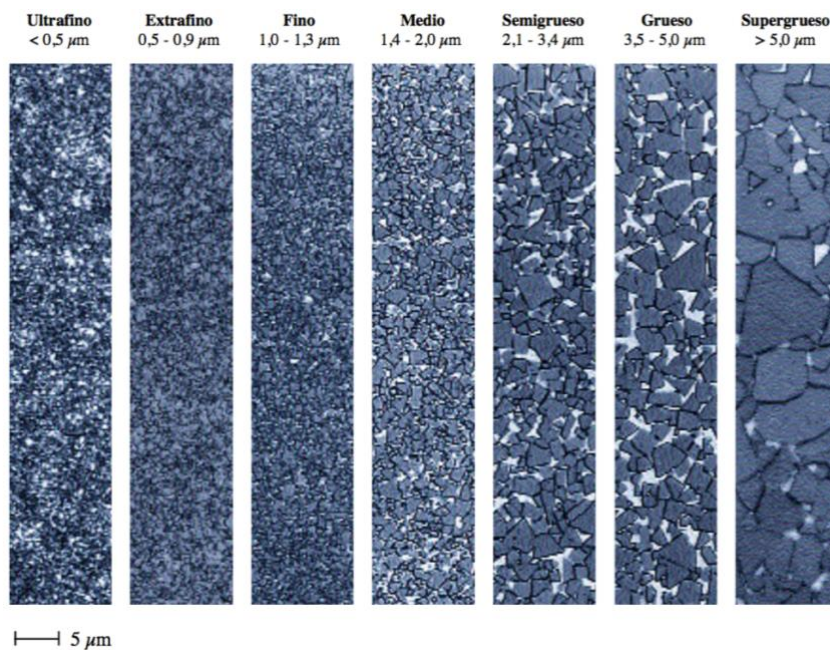 Ultrafino
< 0,5 μm
Extrafino
0,5 - 0,9 μm
Fino
1,0 - 1,3 μm
Medio
1,4 - 2,0 μm
Semigrueso
2,1 - 3,4 μm
Grueso
3,5 - 5,0 μm
Supergrueso
> 5,0 μm
5 μm